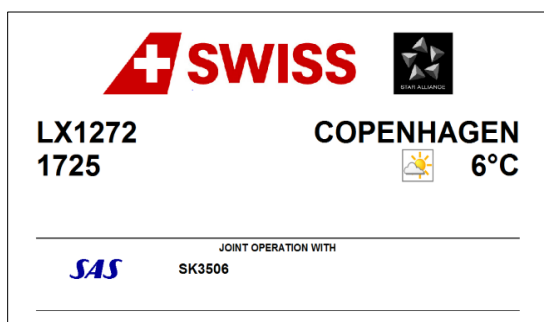 SWISS
STAR ALLIANCE
LX1272 COPENHAGEN
1725 6°C
JOINT OPERATION WITH
SAS SK3506